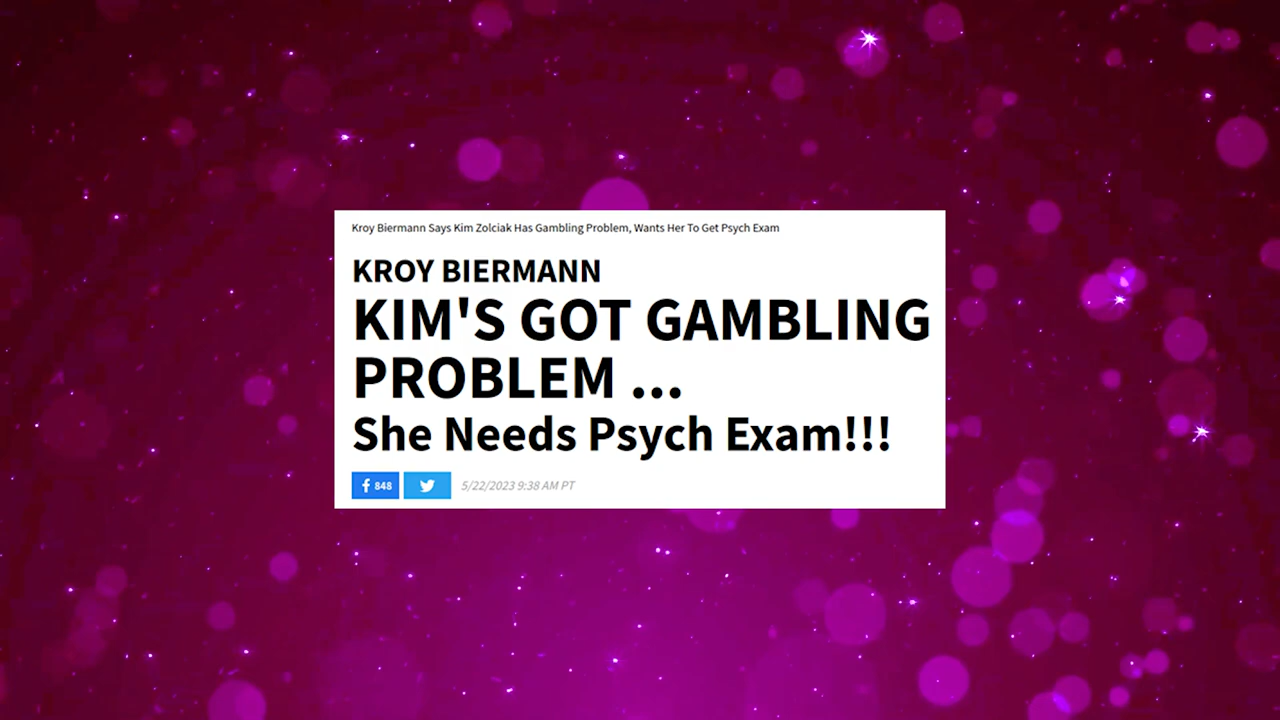 Kroy Biermann Says Kim Zolciak Has Gambling Problem, Wants Her To Get Psych Exam
KROY BIERMANN
KIM'S GOT GAMBLING
PROBLEM ...
She Needs Psych Exam!!!
848
5/22/2023 9:38 AM PT